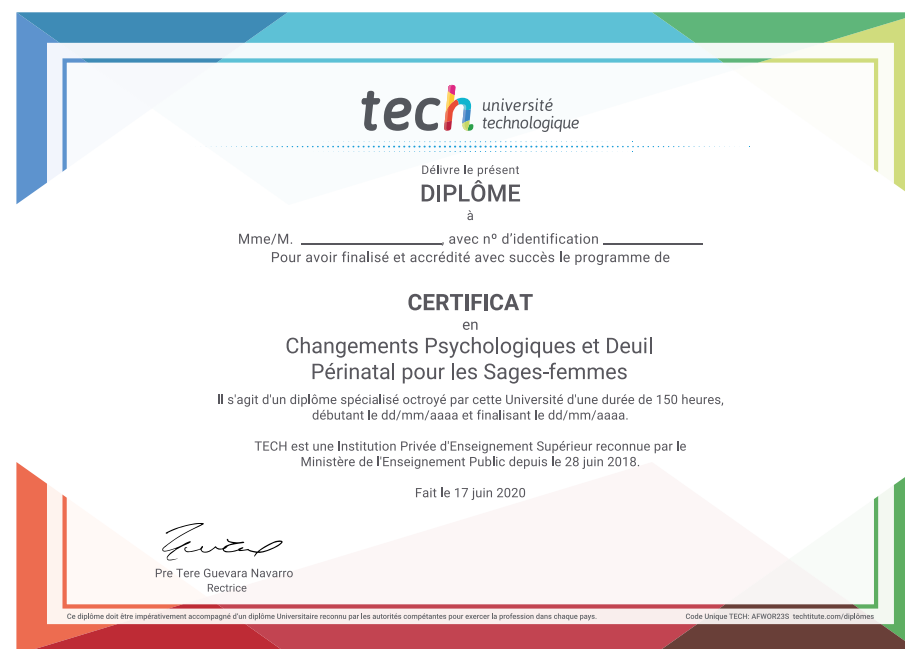 tech université
technologique
Délivre le présent
DIPLÔME
à
Mme/M. ____________________, avec nº d'identification ______________
Pour avoir finalisé et accrédité avec succès le programme de
CERTIFICAT
en
Changements Psychologiques et Deuil
Périnatal pour les Sages-femmes
Il s'agit d'un diplôme spécialisé octroyé par cette Université d'une durée de 150 heures,
débutant le dd/mm/aaaa et finalisant le dd/mm/aaaa.
TECH est une Institution Privée d'Enseignement Supérieur reconnue par le
Ministère de l'Enseignement Public depuis le 28 juin 2018.
Fait le 17 juin 2020
Pre Tere Guevara Navarro
Rectrice
Ce diplôme doit être impérativement accompagné d'un diplôme Universitaire reconnu par les autorités compétantes pour exercer la profession dans chaque pays.
Code Unique TECH: AFWOR23S techtitute.com/diplômes